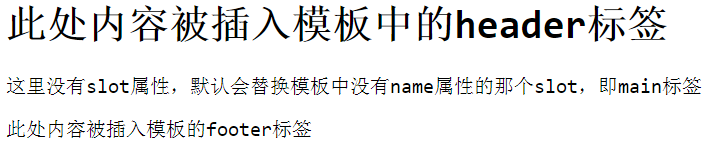 此处内容被插入模板中的header标签
这里没有slot属性，默认会替换模板中没有name属性的那个slot，即main标签
此处内容被插入模板的footer标签